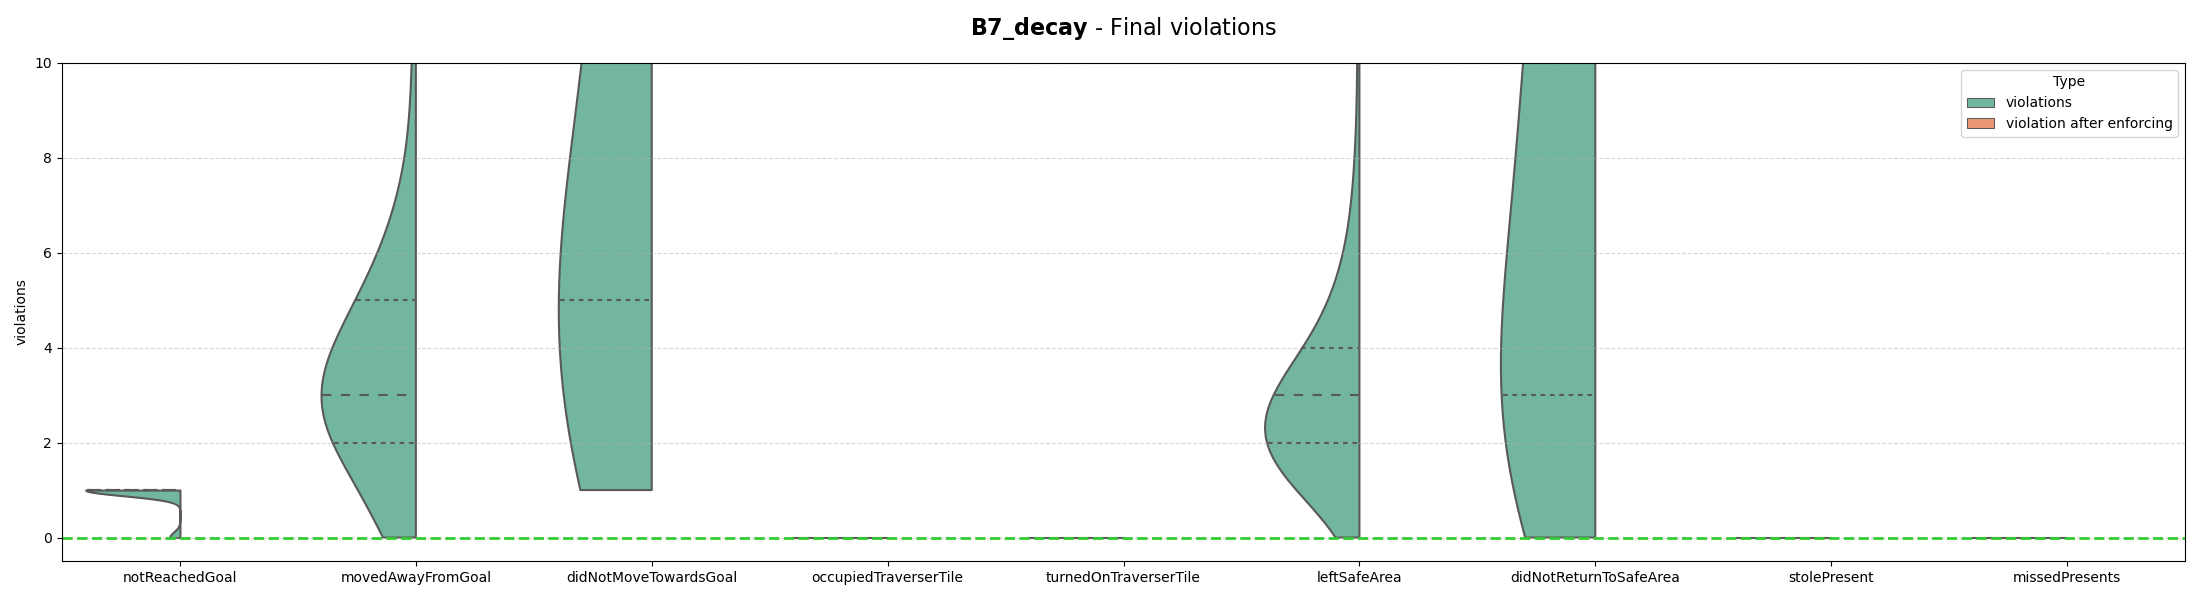 B7_decay - Final violations
10
8
6
4
2
0
violations
Type
violations
violation after enforcing
notReachedGoal
movedAwayFromGoal
didNotMoveTowardsGoal
occupiedTraverserTile
turnedOnTraverserTile
leftSafeArea
didNotReturnToSafeArea
stolePresent
missedPresents